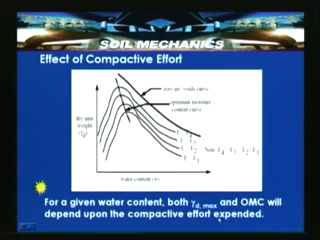 SOIL MECHANICS
Effect of Compactive Effort
zero air voids curve
optimum moisture
content curve
dry unit
weight
water content (w)
For a given water content, both γd, max and OMC will
depend upon the compactive effort expended.